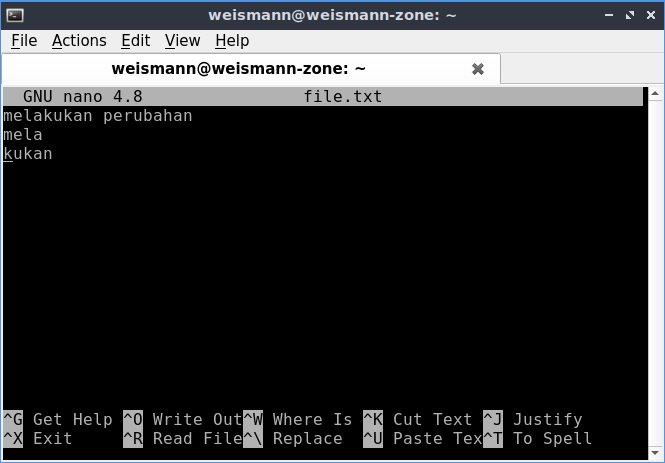 weismann@weismann-zone: ~
File Actions Edit View Help
weismann@weismann-zone: ~
GNU nano 4.8 file.txt
melakukan perubahan
mela
kukan
^G Get Help ^O Write Out ^W Where Is ^K Cut Text ^J Justify
^X Exit ^R Read File ^\ Replace ^U Paste Tex ^T To Spell